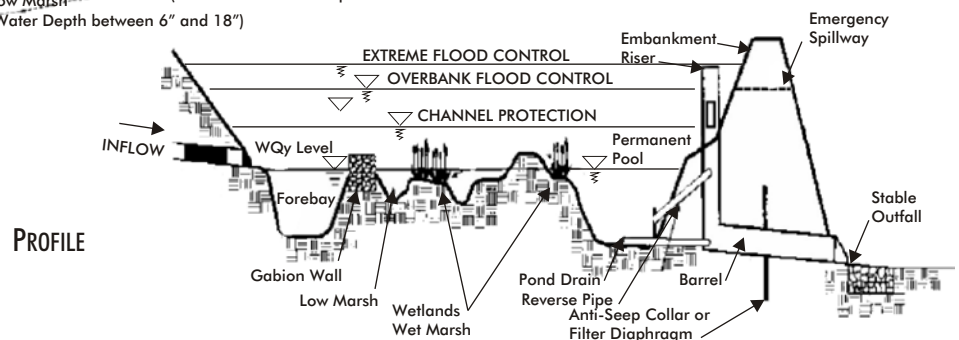 Low Marsh
Water Depth between 6" and 18")
Emergency
Spillway
Embankment
Riser
EXTREME FLOOD CONTROL
OVERBANK FLOOD CONTROL
CHANNEL PROTECTION
INFLOW
WQv Level
Permanent
Pool
Forebay
Stable
Outfall
PROFILE
Gabion Wall
Low Marsh
Wetlands
Wet Marsh
Pond Drain
Reverse Pipe
Barrel
Anti-Seep Collar or
Filter Diaphragm